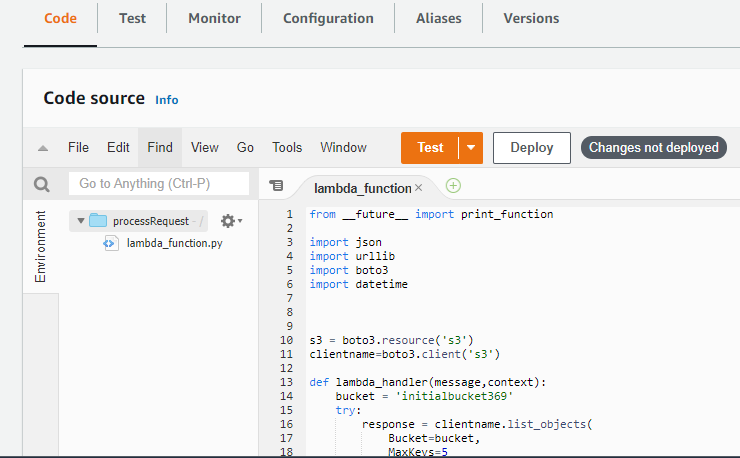 Code Test Monitor Configuration Aliases Versions
Code source Info
File Edit Find View Go Tools Window Test Deploy Changes not deployed
Go to Anything (Ctrl-P)
lambda_function
Environment
processRequest - /
lambda_function.py
1 from __future__ import print_function
2
3 import json
4 import urllib
5 import boto3
6 import datetime
7
8
9
10 s3 = boto3.resource('s3')
11 clientname=boto3.client('s3')
12
13 def lambda_handler(message,context):
14     bucket = 'initialbucket369'
15     try:
16         response = clientname.list_objects(
17             Bucket=bucket,
18             MaxKeys=5